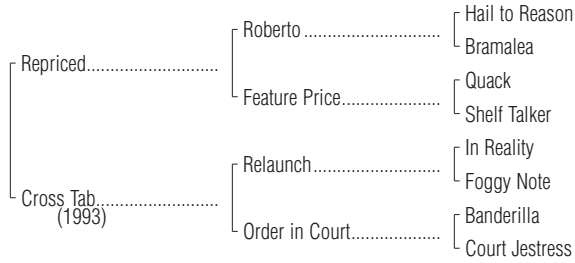 Hail to Reason
Roberto ........................
Bramalea
Repriced.......................
Quack
Feature Price.................
Shelf Talker
In Reality
Relaunch .....................
Foggy Note
Cross Tab.....................
(1993)
Banderilla
Order in Court................
Court Jestress